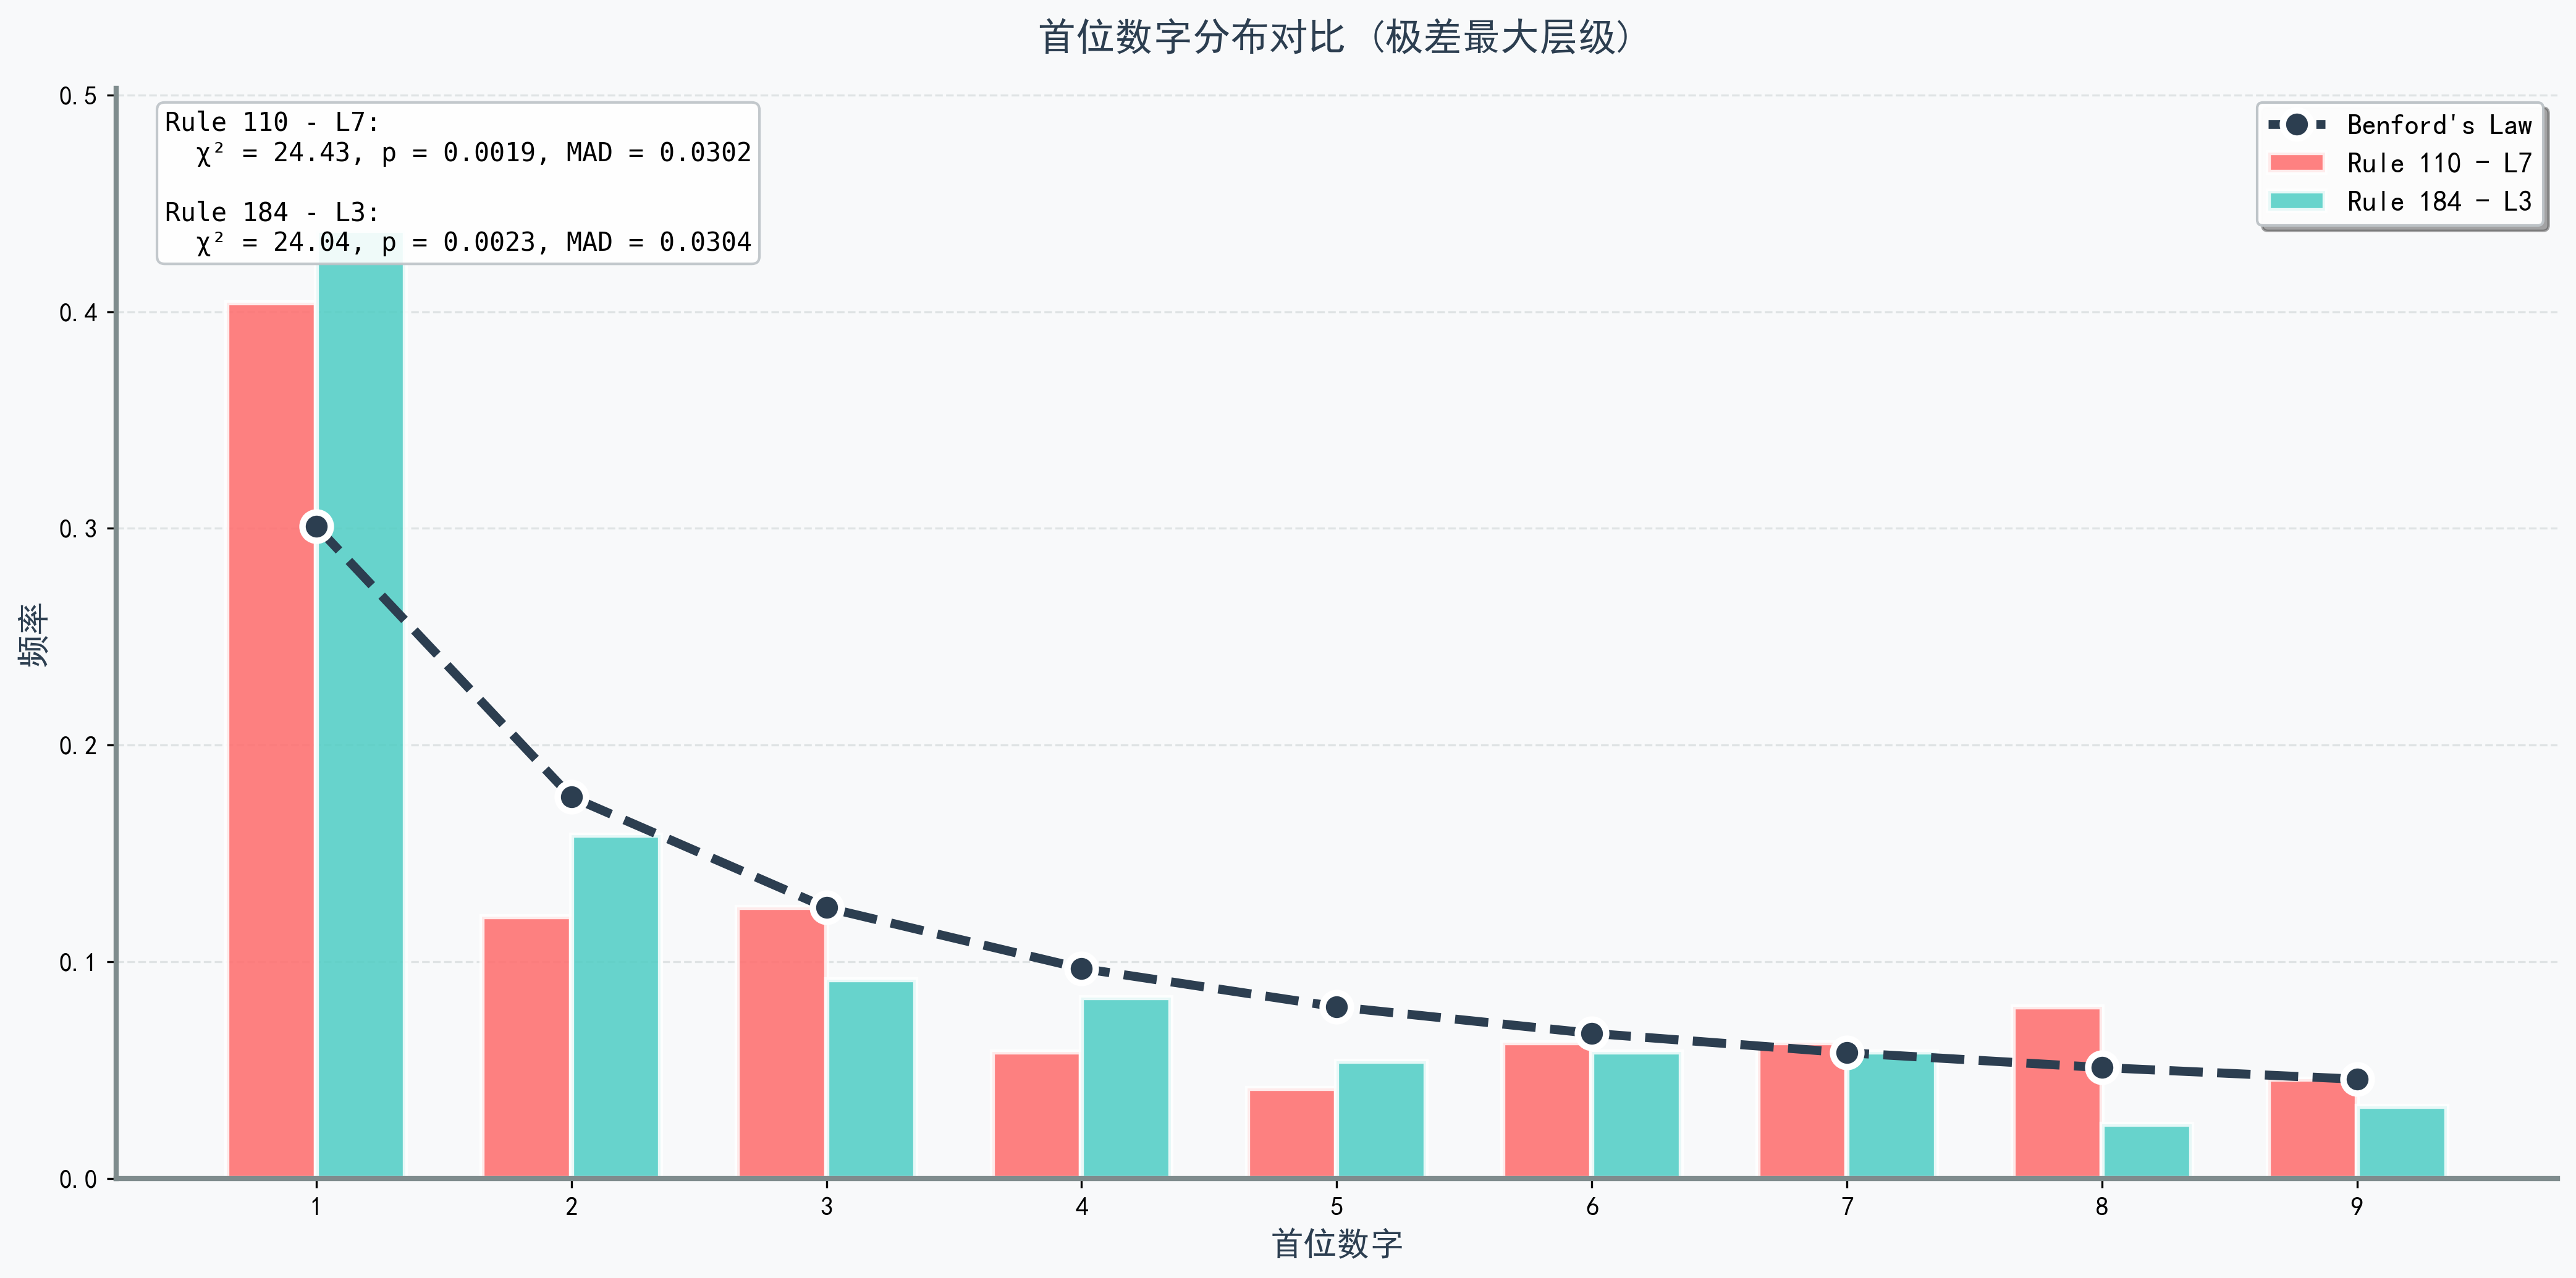 首位数字分布对比 (极差最大层级)
Rule 110 - L7:
χ² = 24.43, p = 0.0019, MAD = 0.0302
Rule 184 - L3:
χ² = 24.04, p = 0.0023, MAD = 0.0304
Benford's Law
Rule 110 - L7
Rule 184 - L3
频率
0.5
0.4
0.3
0.2
0.1
0.0
1 2 3 4 5 6 7 8 9
首位数字